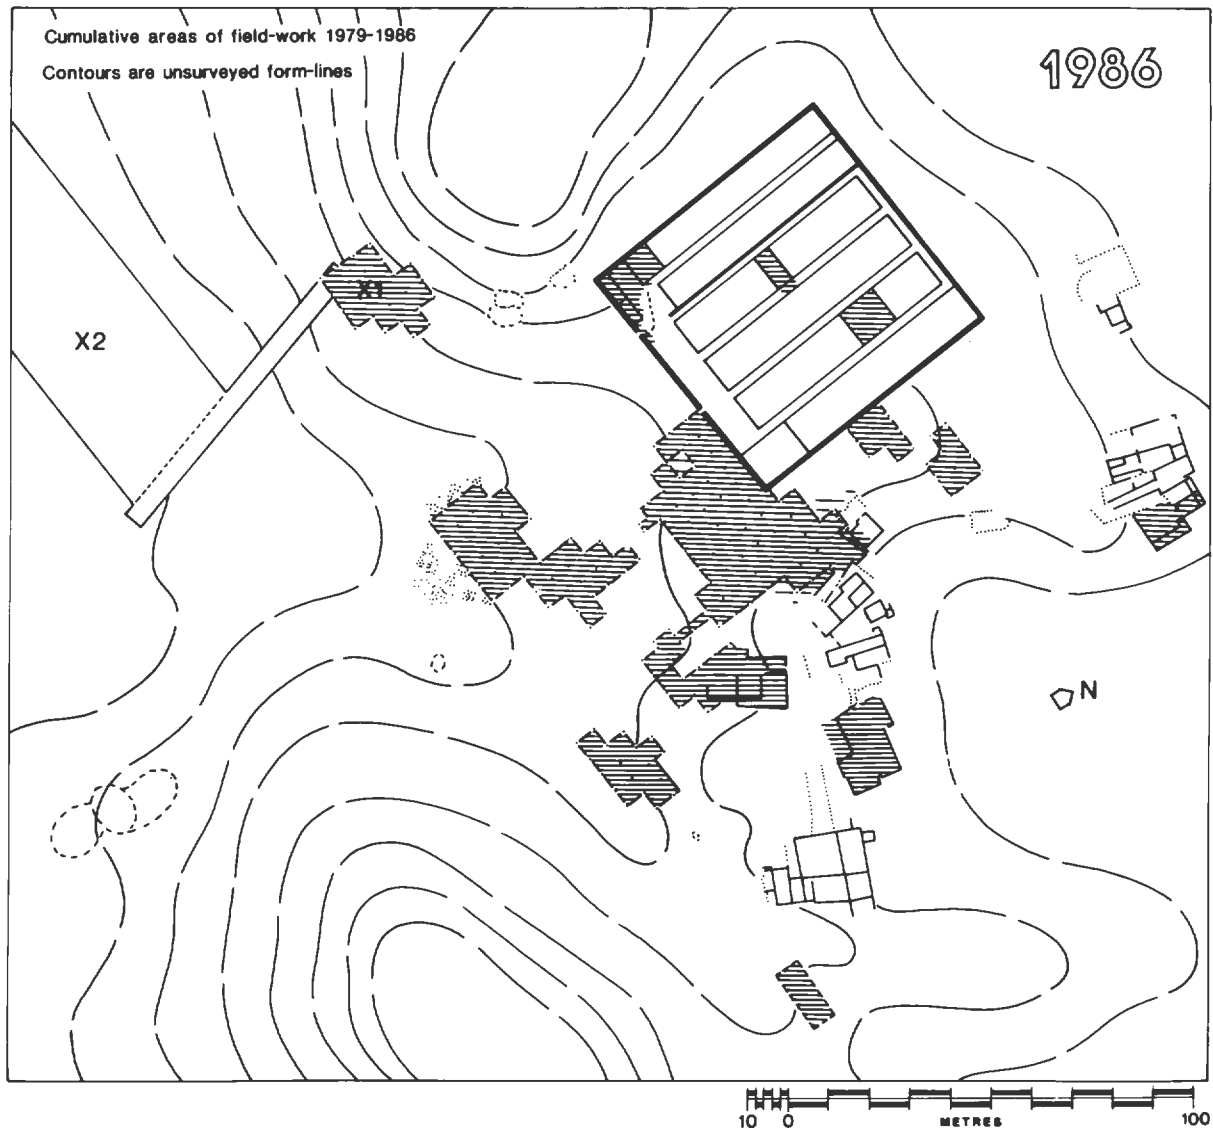 Cumulative areas of field-work 1979-1986
Contours are unsurveyed form-lines
1986
X1
X2
N
10 0 METRES 100